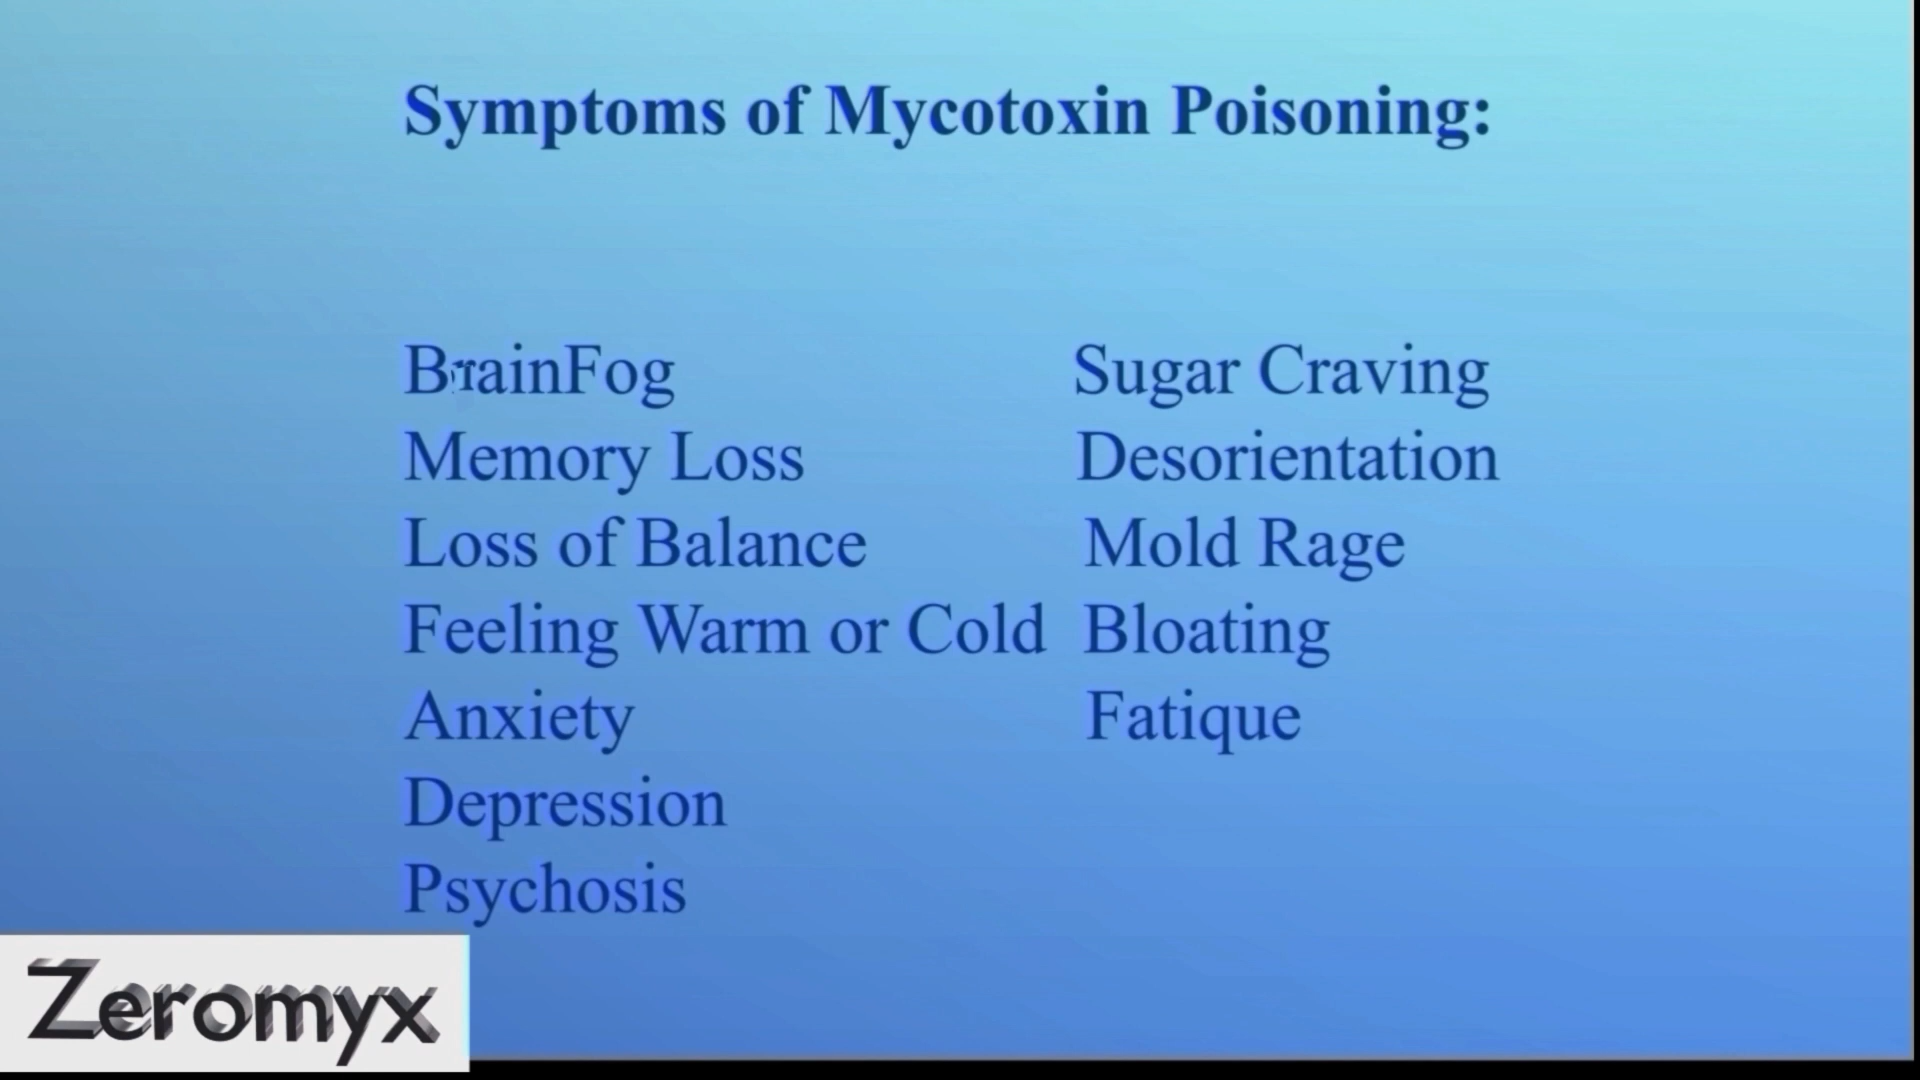 Symptoms of Mycotoxin Poisoning:
BrainFog
Memory Loss
Loss of Balance
Feeling Warm or Cold
Anxiety
Depression
Psychosis
Sugar Craving
Desorientation
Mold Rage
Bloating
Fatique
Zeromyx